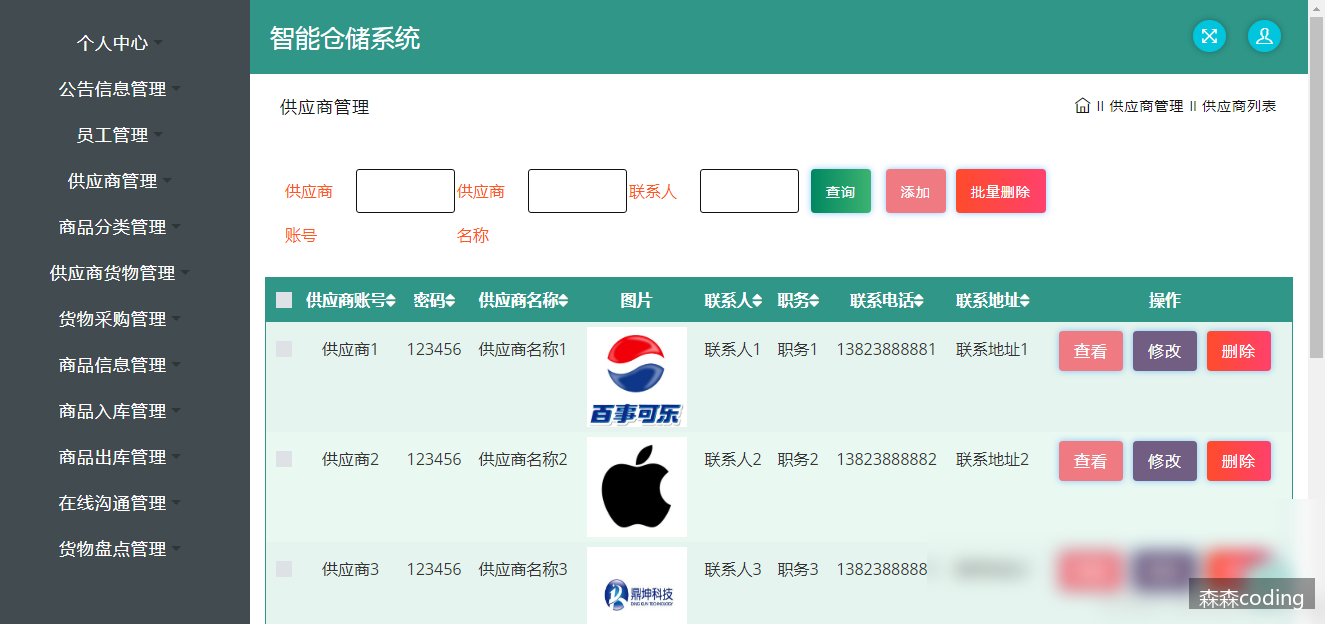 智能仓储系统
个人中心
公告信息管理
员工管理
供应商管理
商品分类管理
供应商货物管理
货物采购管理
商品信息管理
商品入库管理
商品出库管理
在线沟通管理
货物盘点管理
供应商管理
II 供应商管理 II 供应商列表
供应商 供应商 联系人 查询 添加 批量删除
账号 名称
供应商账号 密码 供应商名称 图片 联系人 职务 联系电话 联系地址 操作
供应商1 123456 供应商名称1 联系人1 职务1 13823888881 联系地址1 查看 修改 删除
百事可乐
供应商2 123456 供应商名称2 联系人2 职务2 13823888882 联系地址2 查看 修改 删除
供应商3 123456 供应商名称3 联系人3 职务3 1382388888
鼎坤科技
DING KUN TECHNOLOGY
森森coding